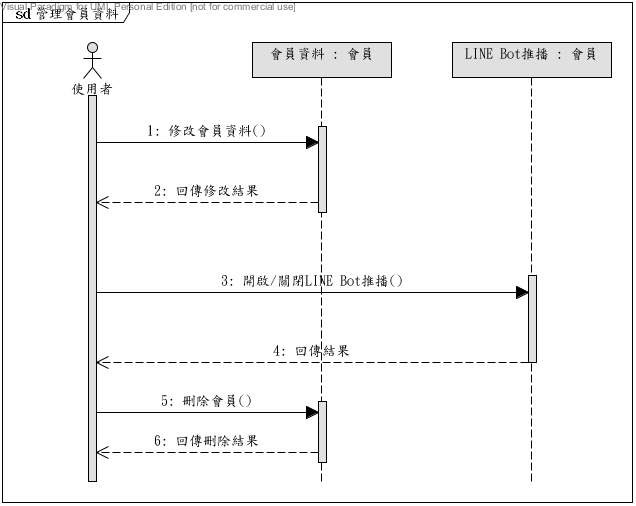 Visual Paradigm for UML Personal Edition [not for commercial use]
sd 管理會員資料
會員資料 : 會員
LINE Bot推播 : 會員
使用者
1: 修改會員資料()
2: 回傳修改結果
3: 開啟/關閉LINE Bot推播()
4: 回傳結果
5: 刪除會員()
6: 回傳刪除結果